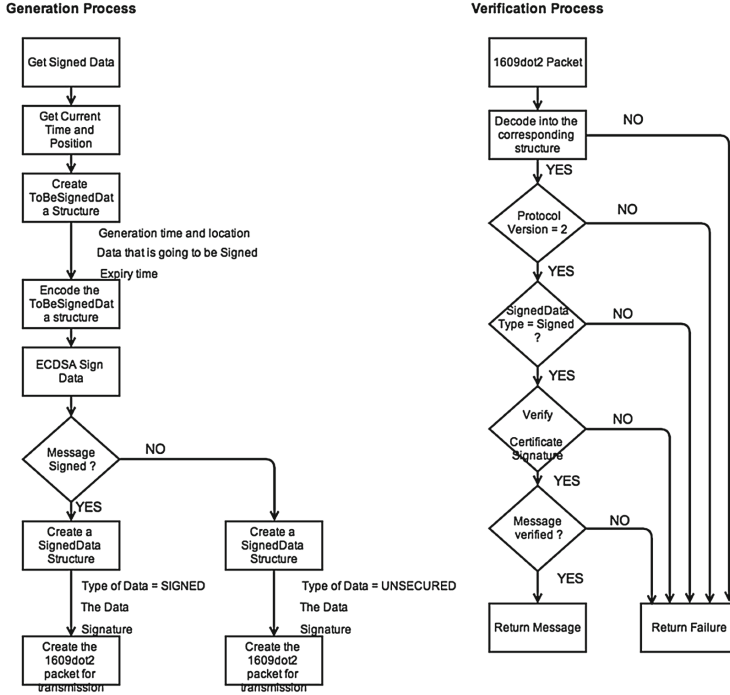 Generation Process
Get Signed Data
Get Current
Time and
Position
Create
ToBeSignedDat
a Structure
Generation time and location
Data that is going to be Signed
Expiry time
Encode the
ToBeSignedDat
a structure
ECDSA Sign
Data
Message
Signed ?
NO
YES
Create a
SignedData
Structure
Type of Data = SIGNED
The Data
Signature
Create the
1609dot2
packet for
transmission
Create a
SignedData
Structure
Type of Data = UNSECURED
The Data
Signature
Create the
1609dot2
packet for
transmission
Verification Process
1609dot2 Packet
Decode into the
corresponding
structure
NO
YES
Protocol
Version = 2
NO
YES
SignedData
Type = Signed
?
NO
YES
Verify
Certificate
Signature
NO
YES
Message
verified ?
NO
YES
Return Message
Return Failure